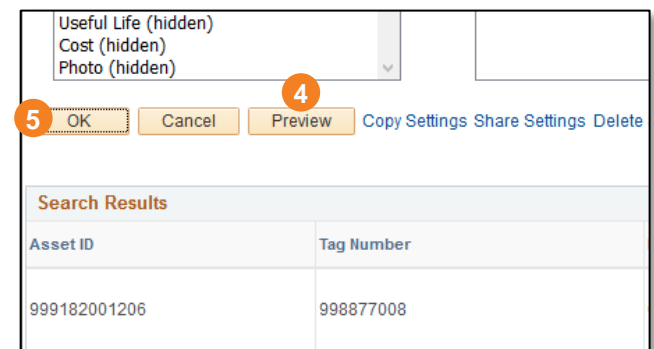 Useful Life (hidden)
Cost (hidden)
Photo (hidden)
4
5 OK Cancel Preview Copy Settings Share Settings Delete
Search Results
Asset ID Tag Number
999182001206 998877008